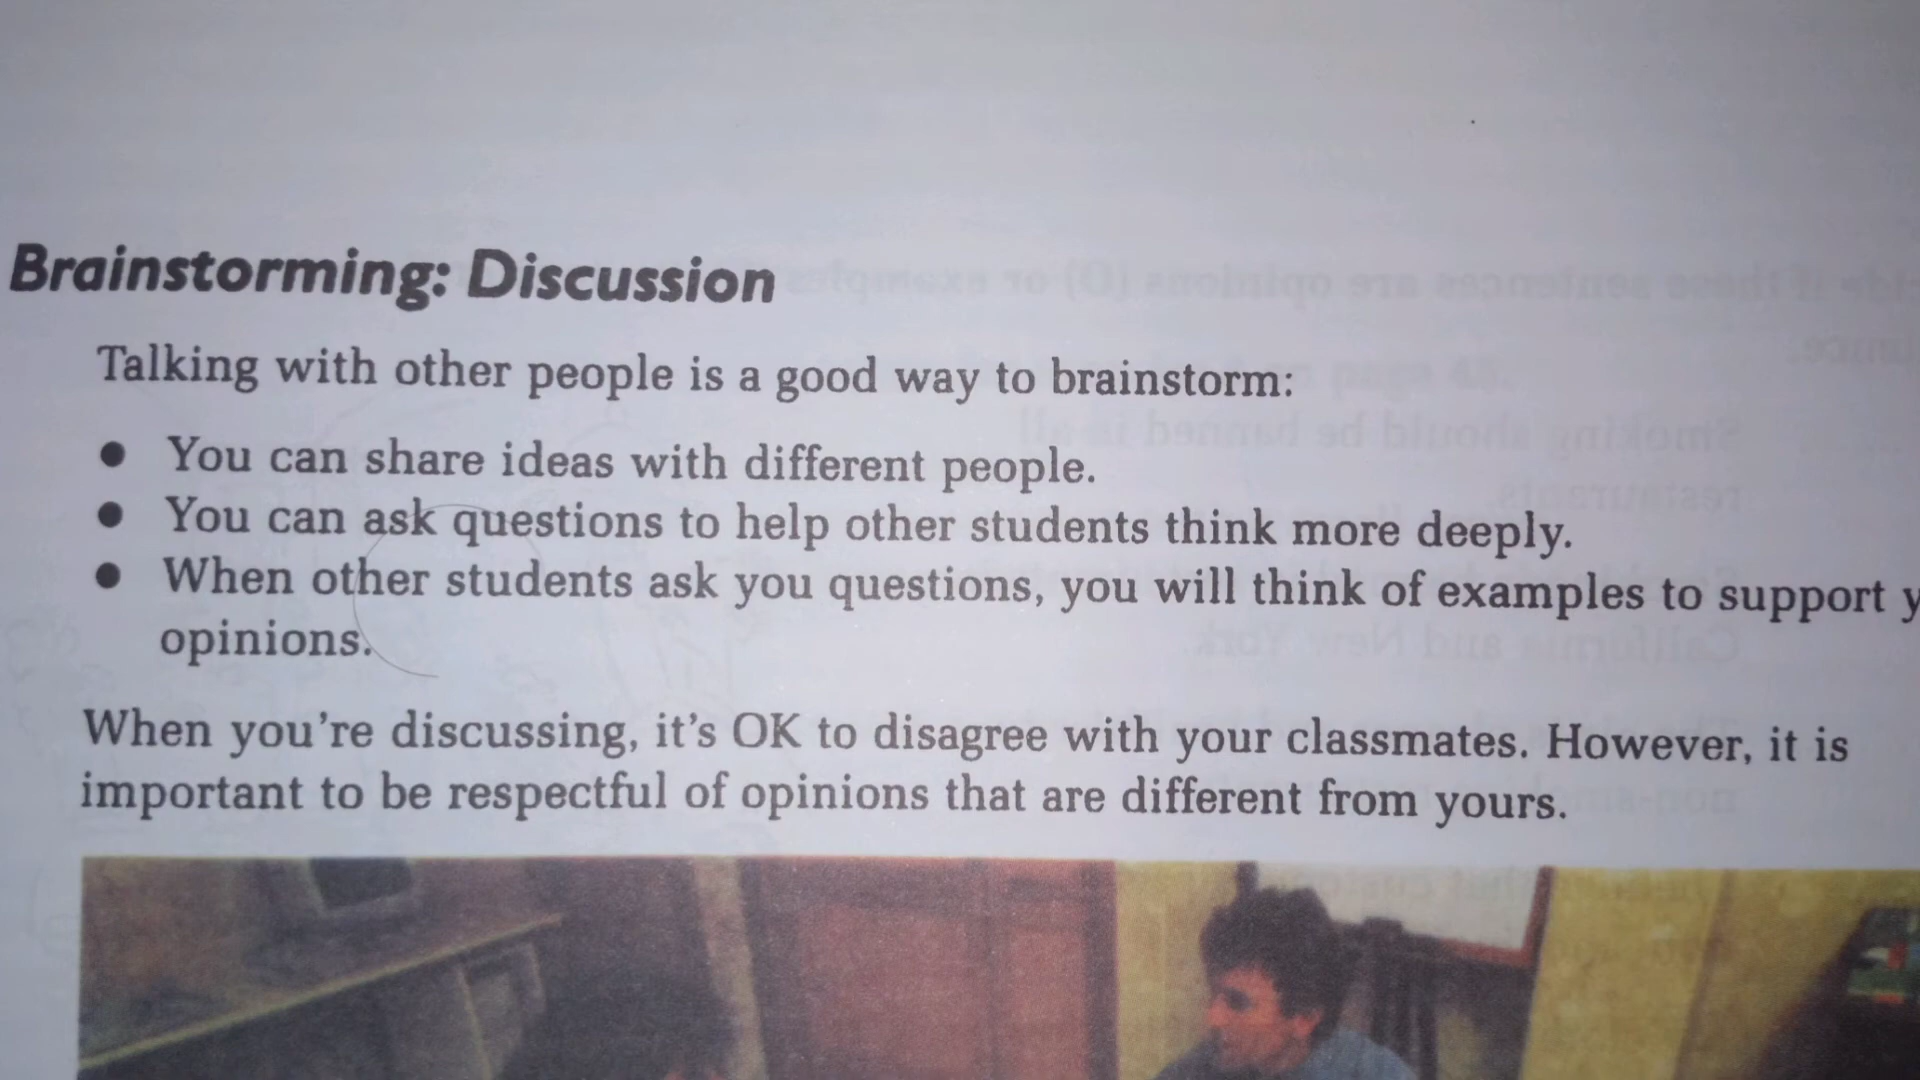 Brainstorming: Discussion
Talking with other people is a good way to brainstorm:
● You can share ideas with different people.
● You can ask questions to help other students think more deeply.
● When other students ask you questions, you will think of examples to support
opinions.
When you're discussing, it's OK to disagree with your classmates. However, it is
important to be respectful of opinions that are different from yours.